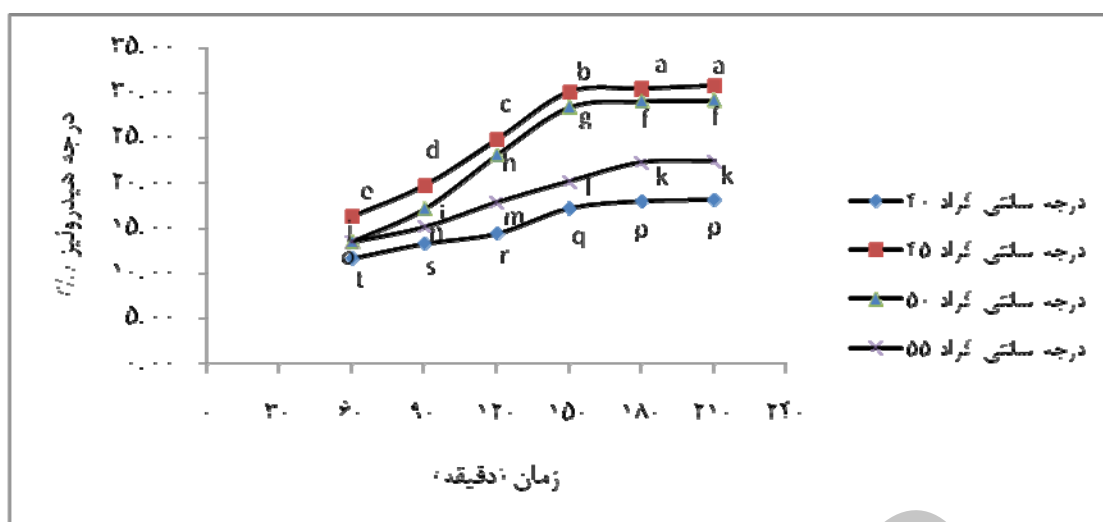 درجه هیدرولیز (%)
۳۵.۰۰
۳۰.۰۰
۲۵.۰۰
۲۰.۰۰
۱۵.۰۰
۱۰.۰۰
۵.۰۰
۰.۰۰
۰ ۳۰ ۶۰ ۹۰ ۱۲۰ ۱۵۰ ۱۸۰ ۲۱۰ ۲۴۰
زمان (دقیقه)
e d c b a a
j i h g f f
o n m l k k
t s r q p p
۴۰ درجه سانتی گراد
۴۵ درجه سانتی گراد
۵۰ درجه سانتی گراد
۵۵ درجه سانتی گراد